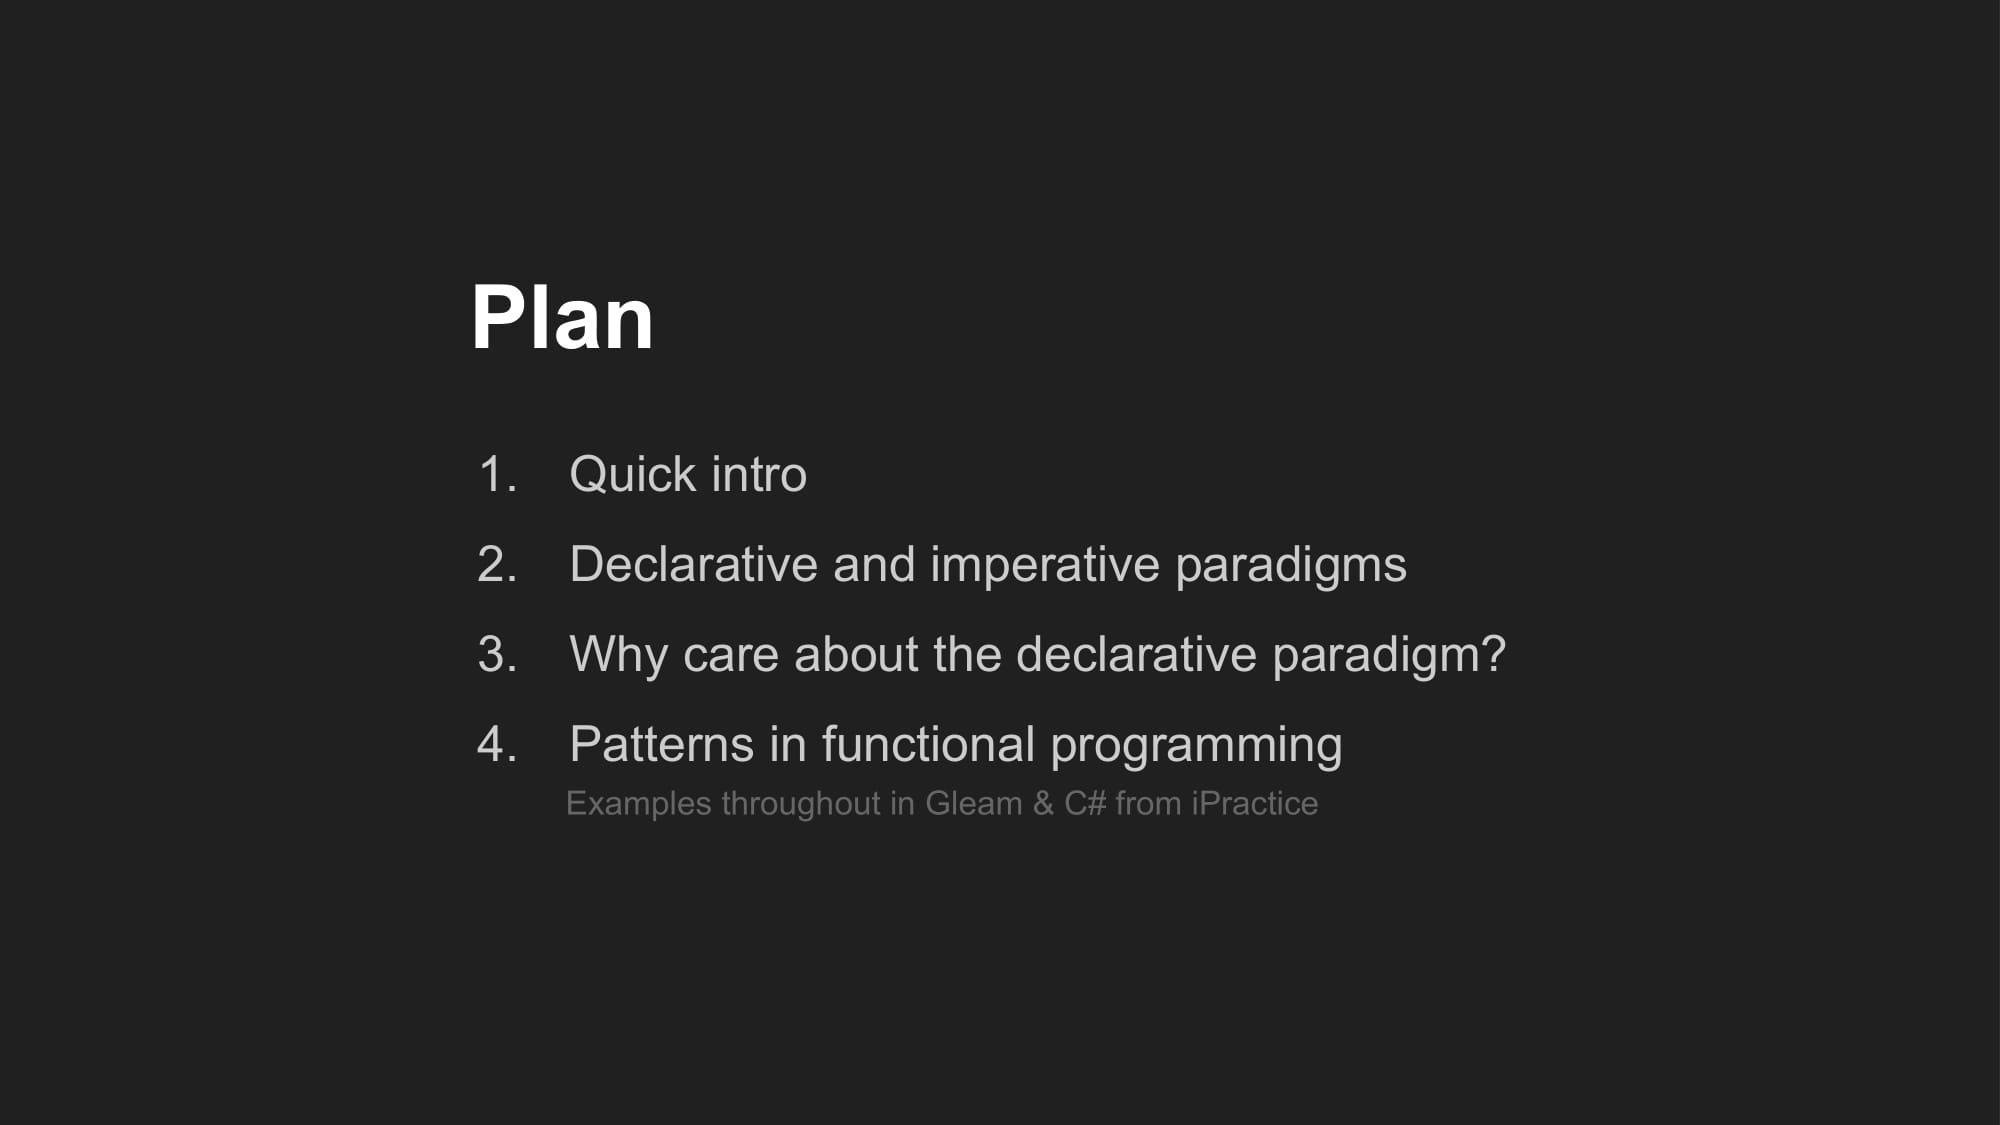 Plan
1. Quick intro
2. Declarative and imperative paradigms
3. Why care about the declarative paradigm?
4. Patterns in functional programming
Examples throughout in Gleam & C# from iPractice